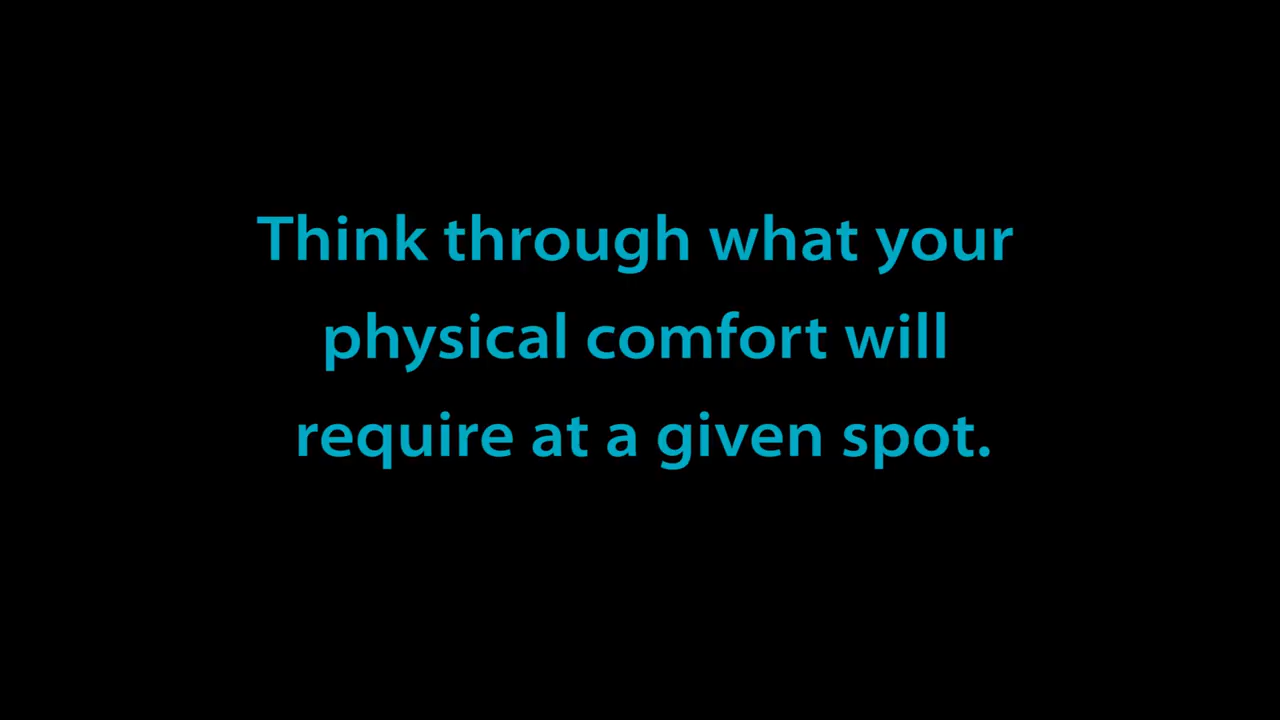 Think through what your
physical comfort will
require at a given spot.